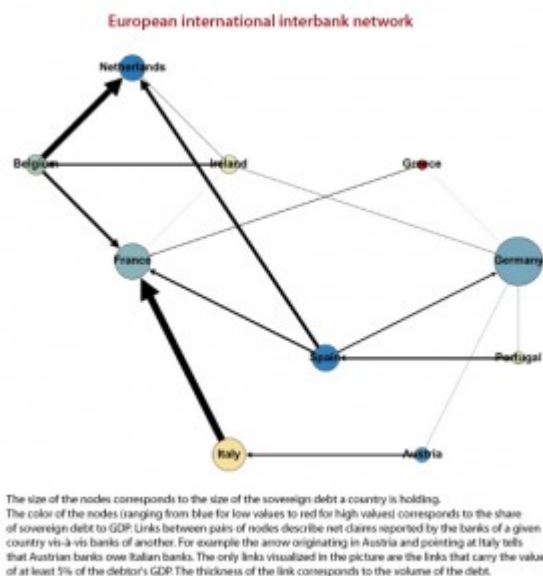 European international interbank network
Netherlands
Belgium
Ireland
Greece
France
Germany
Spain
Portugal
Italy
Austria
The size of the nodes corresponds to the size of the sovereign debt a country is holding.
The color of the nodes (ranging from blue for low values to red for high values) corresponds to the share
of sovereign debt to GDP. Links between pairs of nodes describe net claims reported by the banks of a given
country vis-à-vis banks of another. For example the arrow originating in Austria and pointing at Italy tells
that Austrian banks owe Italian banks. The only links visualized in the picture are the links that carry the value
of at least 5% of the debtor's GDP. The thickness of the link corresponds to the volume of the debt.